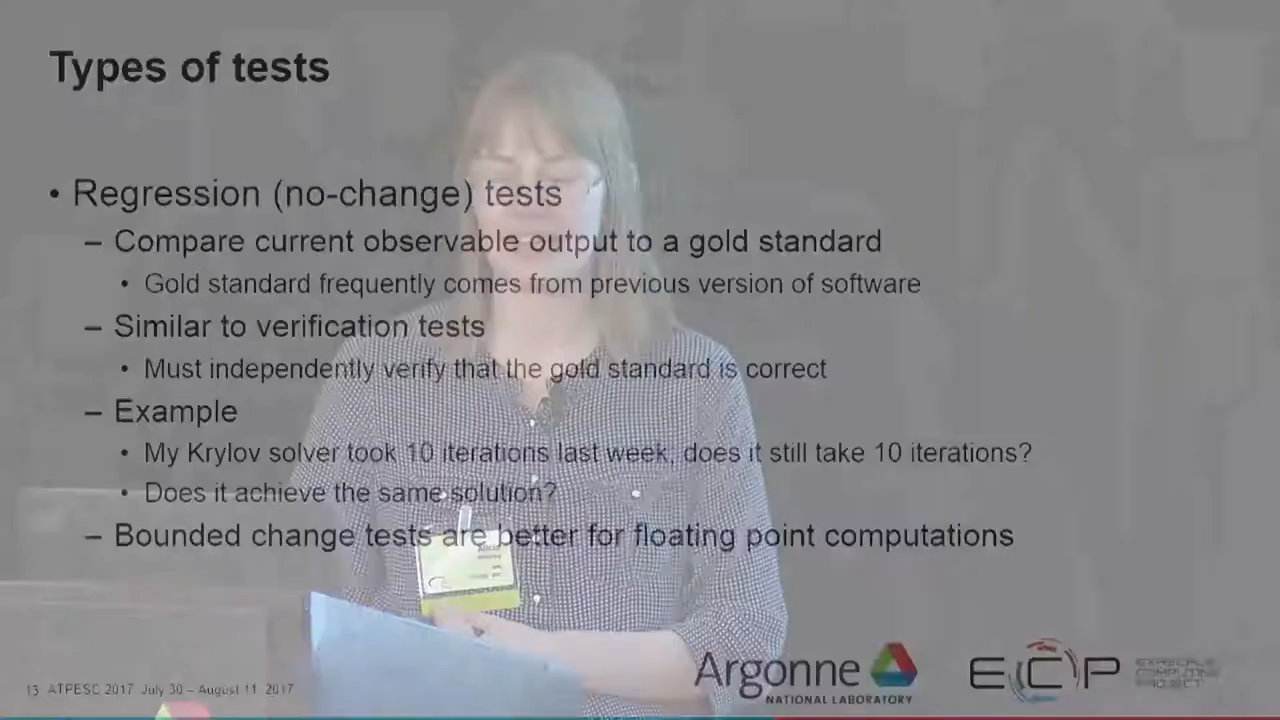 Types of tests
• Regression (no-change) tests
– Compare current observable output to a gold standard
• Gold standard frequently comes from previous version of software
– Similar to verification tests
• Must independently verify that the gold standard is correct
– Example
• My Krylov solver took 10 iterations last week, does it still take 10 iterations?
• Does it achieve the same solution?
– Bounded change tests are better for floating point computations
13 ATPESC 2017 July 30 – August 11 2017
Argonne
NATIONAL LABORATORY
ECP
EXASCALE
COMPUTING
PROJECT